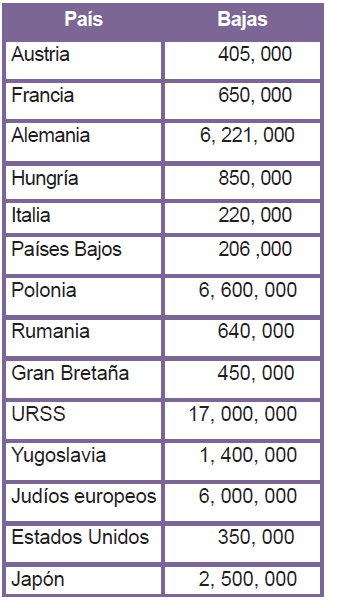 País Bajas
Austria 405, 000
Francia 650, 000
Alemania 6, 221, 000
Hungría 850, 000
Italia 220, 000
Países Bajos 206 ,000
Polonia 6, 600, 000
Rumania 640, 000
Gran Bretaña 450, 000
URSS 17, 000, 000
Yugoslavia 1, 400, 000
Judíos europeos 6, 000, 000
Estados Unidos 350, 000
Japón 2, 500, 000